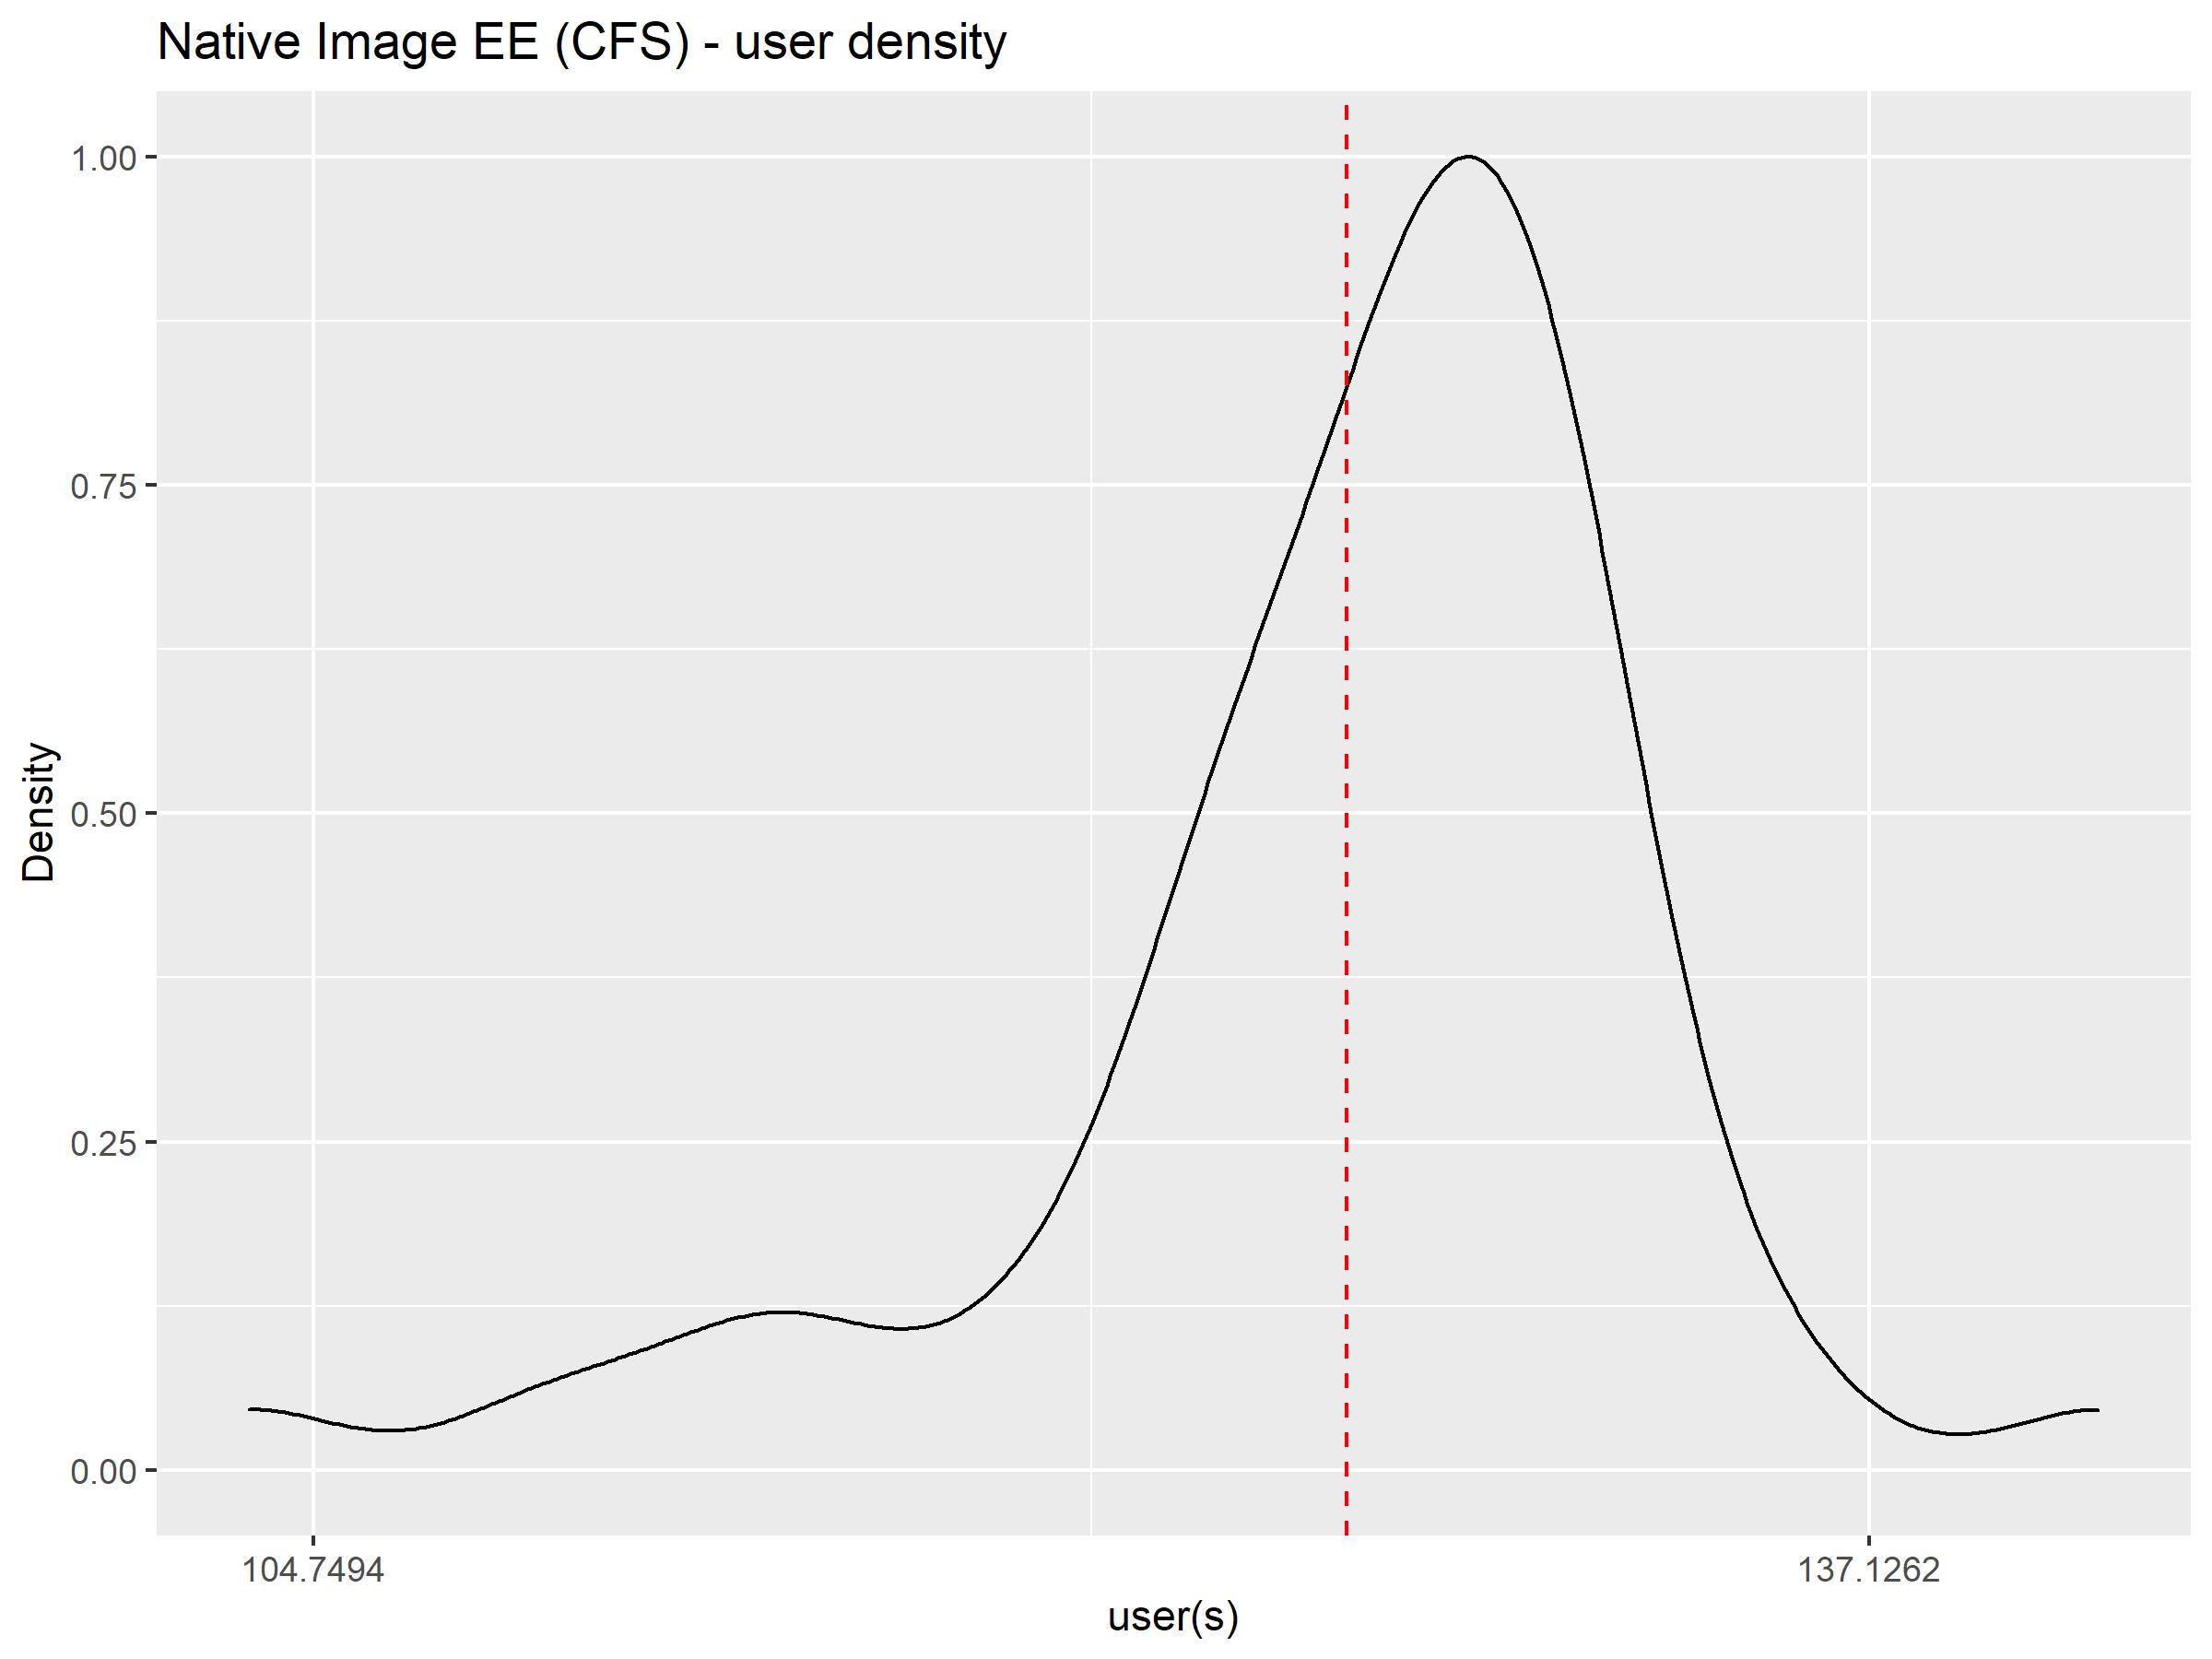 Native Image EE (CFS) - user density
1.00
0.75
0.50
0.25
0.00
Density
104.7494
137.1262
user(s)